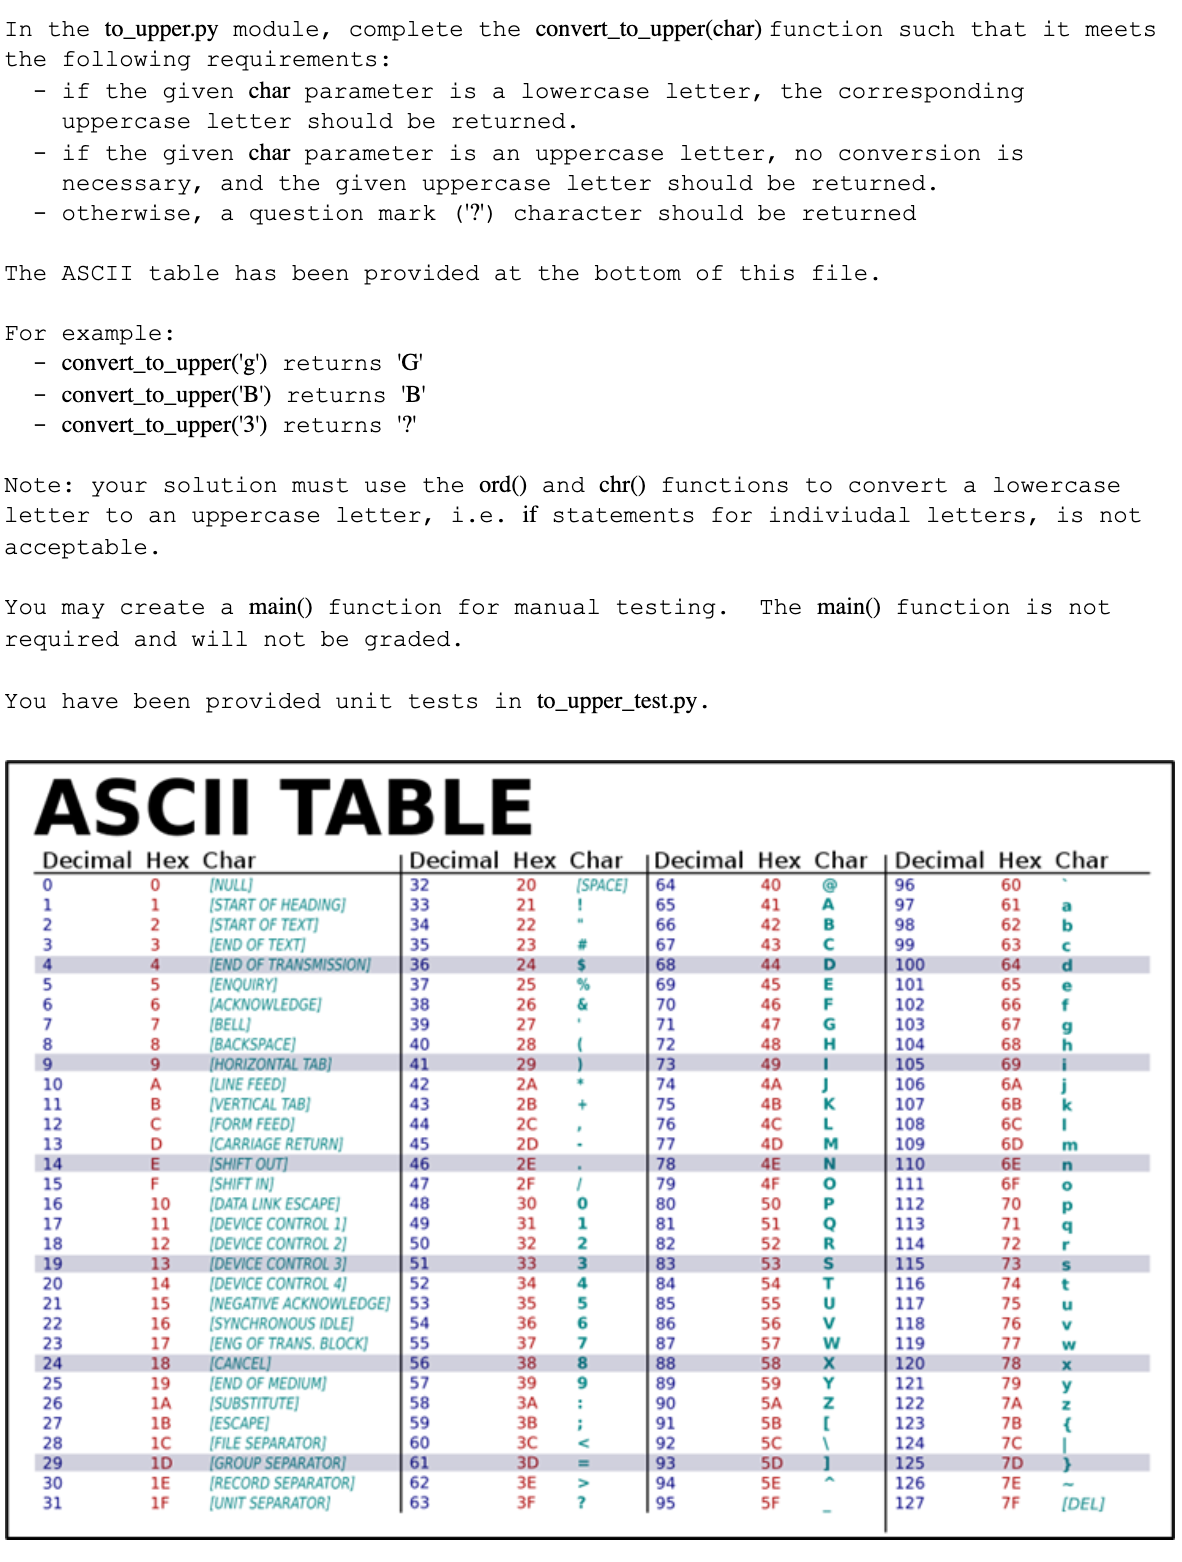 In the to_upper.py module, complete the convert_to_upper(char) function such that it meets
the following requirements:
- if the given char parameter is a lowercase letter, the corresponding
uppercase letter should be returned.
- if the given char parameter is an uppercase letter, no conversion is
necessary, and the given uppercase letter should be returned.
- otherwise, a question mark ('?') character should be returned
The ASCII table has been provided at the bottom of this file.
For example:
- convert_to_upper('g') returns 'G'
- convert_to_upper('B') returns 'B'
- convert_to_upper('3') returns '?'
Note: your solution must use the ord() and chr() functions to convert a lowercase
letter to an uppercase letter, i.e. if statements for indiviudal letters, is not
acceptable.
You may create a main() function for manual testing.  The main() function is not
required and will not be graded.
You have been provided unit tests in to_upper_test.py.
ASCII TABLE
Decimal Hex Char | Decimal Hex Char | Decimal Hex Char | Decimal Hex Char
0 0 [NULL] 32 20 [SPACE] 64 40 @ 96 60 `
1 1 [START OF HEADING] 33 21 ! 65 41 A 97 61 a
2 2 [START OF TEXT] 34 22 " 66 42 B 98 62 b
3 3 [END OF TEXT] 35 23 # 67 43 C 99 63 c
4 4 [END OF TRANSMISSION] 36 24 $ 68 44 D 100 64 d
5 5 [ENQUIRY] 37 25 % 69 45 E 101 65 e
6 6 [ACKNOWLEDGE] 38 26 & 70 46 F 102 66 f
7 7 [BELL] 39 27 ' 71 47 G 103 67 g
8 8 [BACKSPACE] 40 28 ( 72 48 H 104 68 h
9 9 [HORIZONTAL TAB] 41 29 ) 73 49 I 105 69 i
10 A [LINE FEED] 42 2A * 74 4A J 106 6A j
11 B [VERTICAL TAB] 43 2B + 75 4B K 107 6B k
12 C [FORM FEED] 44 2C , 76 4C L 108 6C l
13 D [CARRIAGE RETURN] 45 2D - 77 4D M 109 6D m
14 E [SHIFT OUT] 46 2E . 78 4E N 110 6E n
15 F [SHIFT IN] 47 2F / 79 4F O 111 6F o
16 10 [DATA LINK ESCAPE] 48 30 0 80 50 P 112 70 p
17 11 [DEVICE CONTROL 1] 49 31 1 81 51 Q 113 71 q
18 12 [DEVICE CONTROL 2] 50 32 2 82 52 R 114 72 r
19 13 [DEVICE CONTROL 3] 51 33 3 83 53 S 115 73 s
20 14 [DEVICE CONTROL 4] 52 34 4 84 54 T 116 74 t
21 15 [NEGATIVE ACKNOWLEDGE] 53 35 5 85 55 U 117 75 u
22 16 [SYNCHRONOUS IDLE] 54 36 6 86 56 V 118 76 v
23 17 [ENG OF TRANS. BLOCK] 55 37 7 87 57 W 119 77 w
24 18 [CANCEL] 56 38 8 88 58 X 120 78 x
25 19 [END OF MEDIUM] 57 39 9 89 59 Y 121 79 y
26 1A [SUBSTITUTE] 58 3A : 90 5A Z 122 7A z
27 1B [ESCAPE] 59 3B ; 91 5B [ 123 7B {
28 1C [FILE SEPARATOR] 60 3C < 92 5C \ 124 7C |
29 1D [GROUP SEPARATOR] 61 3D = 93 5D ] 125 7D }
30 1E [RECORD SEPARATOR] 62 3E > 94 5E ^ 126 7E ~
31 1F [UNIT SEPARATOR] 63 3F ? 95 5F _ 127 7F [DEL]